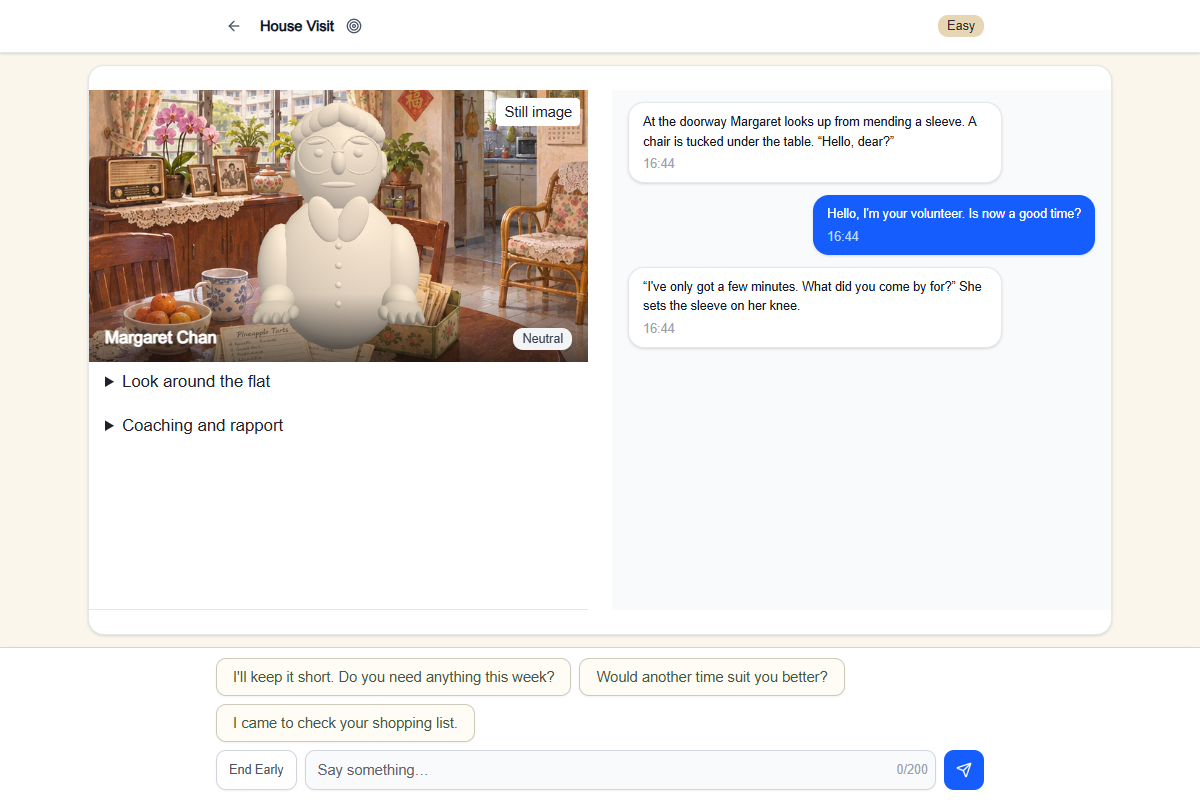 House Visit
Easy
Still image
福
Pineapple Tarts
Margaret Chan
Neutral
Look around the flat
Coaching and rapport
At the doorway Margaret looks up from mending a sleeve. A
chair is tucked under the table. “Hello, dear?”
16:44
Hello, I'm your volunteer. Is now a good time?
16:44
“I've only got a few minutes. What did you come by for?” She
sets the sleeve on her knee.
16:44
I'll keep it short. Do you need anything this week?
Would another time suit you better?
I came to check your shopping list.
End Early
Say something…
0/200